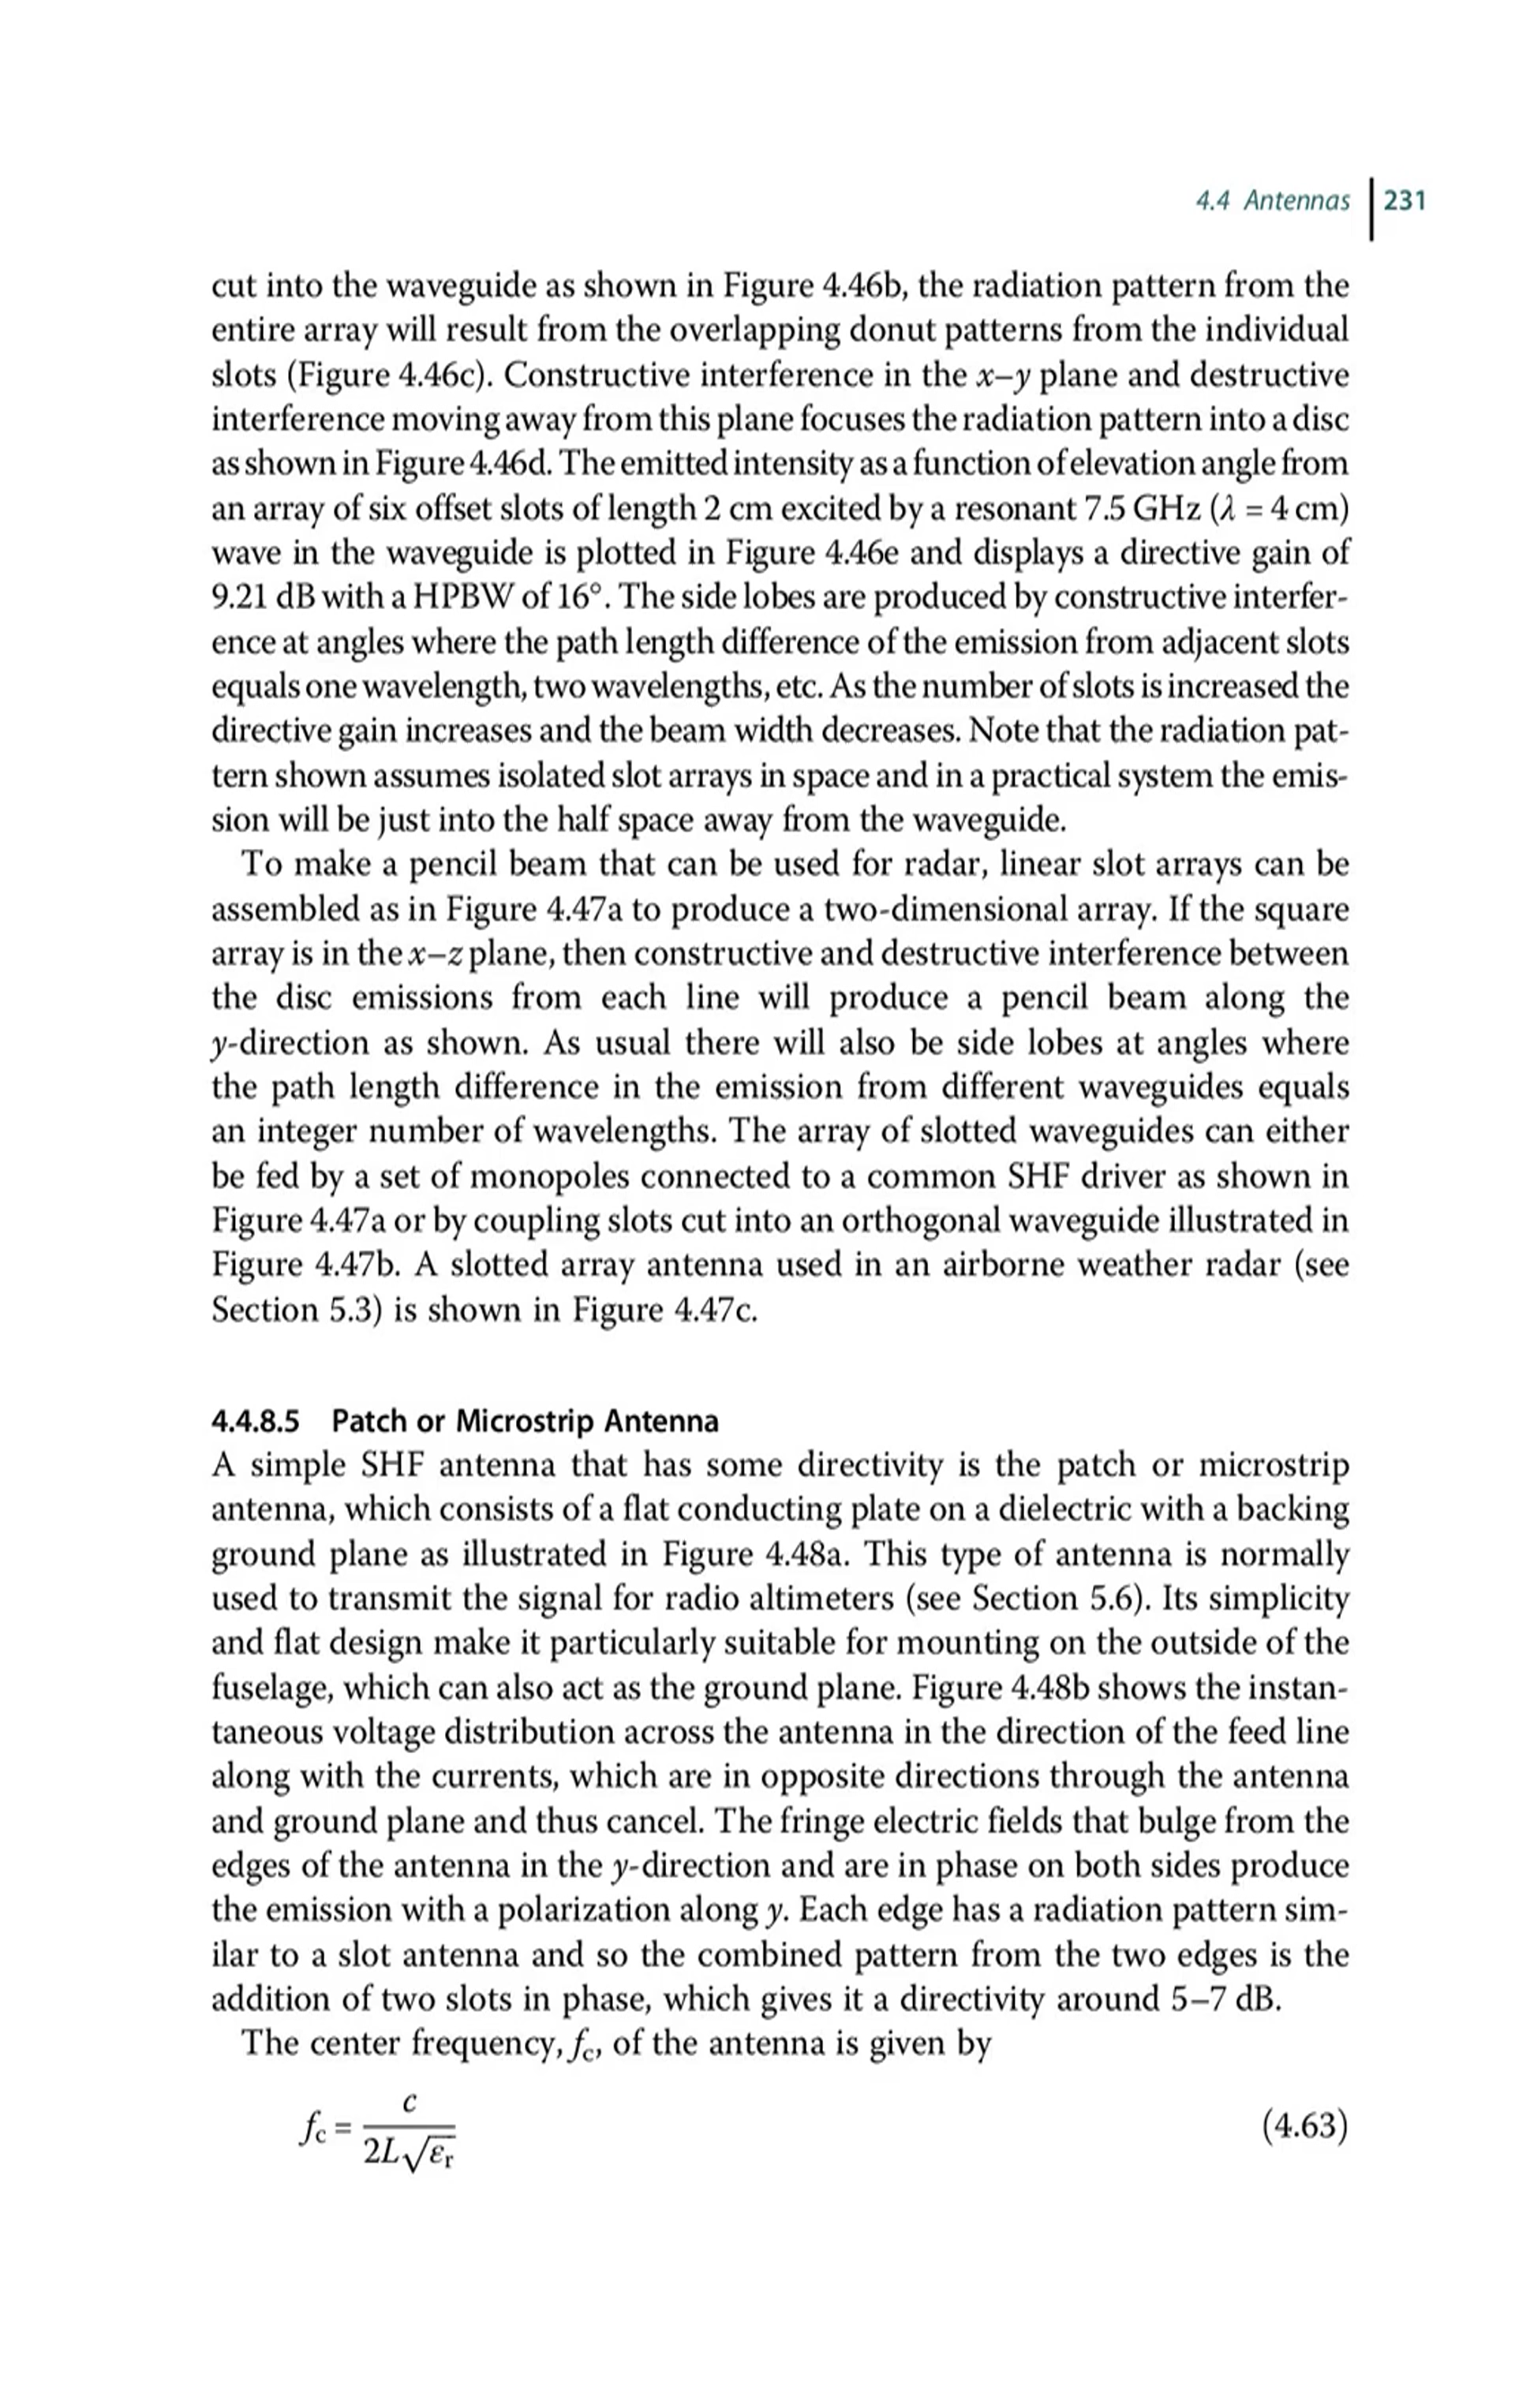 4.4 Antennas 231
cut into the waveguide as shown in Figure 4.46b, the radiation pattern from the
entire array will result from the overlapping donut patterns from the individual
slots (Figure 4.46c). Constructive interference in the x–y plane and destructive
interference moving away from this plane focuses the radiation pattern into a disc
as shown in Figure 4.46d. The emitted intensity as a function of elevation angle from
an array of six offset slots of length 2 cm excited by a resonant 7.5 GHz (λ = 4 cm)
wave in the waveguide is plotted in Figure 4.46e and displays a directive gain of
9.21 dB with a HPBW of 16°. The side lobes are produced by constructive interfer-
ence at angles where the path length difference of the emission from adjacent slots
equals one wavelength, two wavelengths, etc. As the number of slots is increased the
directive gain increases and the beam width decreases. Note that the radiation pat-
tern shown assumes isolated slot arrays in space and in a practical system the emis-
sion will be just into the half space away from the waveguide.
To make a pencil beam that can be used for radar, linear slot arrays can be
assembled as in Figure 4.47a to produce a two-dimensional array. If the square
array is in the x–z plane, then constructive and destructive interference between
the disc emissions from each line will produce a pencil beam along the
y-direction as shown. As usual there will also be side lobes at angles where
the path length difference in the emission from different waveguides equals
an integer number of wavelengths. The array of slotted waveguides can either
be fed by a set of monopoles connected to a common SHF driver as shown in
Figure 4.47a or by coupling slots cut into an orthogonal waveguide illustrated in
Figure 4.47b. A slotted array antenna used in an airborne weather radar (see
Section 5.3) is shown in Figure 4.47c.
4.4.8.5 Patch or Microstrip Antenna
A simple SHF antenna that has some directivity is the patch or microstrip
antenna, which consists of a flat conducting plate on a dielectric with a backing
ground plane as illustrated in Figure 4.48a. This type of antenna is normally
used to transmit the signal for radio altimeters (see Section 5.6). Its simplicity
and flat design make it particularly suitable for mounting on the outside of the
fuselage, which can also act as the ground plane. Figure 4.48b shows the instan-
taneous voltage distribution across the antenna in the direction of the feed line
along with the currents, which are in opposite directions through the antenna
and ground plane and thus cancel. The fringe electric fields that bulge from the
edges of the antenna in the y-direction and are in phase on both sides produce
the emission with a polarization along y. Each edge has a radiation pattern sim-
ilar to a slot antenna and so the combined pattern from the two edges is the
addition of two slots in phase, which gives it a directivity around 5–7 dB.
The center frequency, fc, of the antenna is given by
fc = c / 2L√εr (4.63)